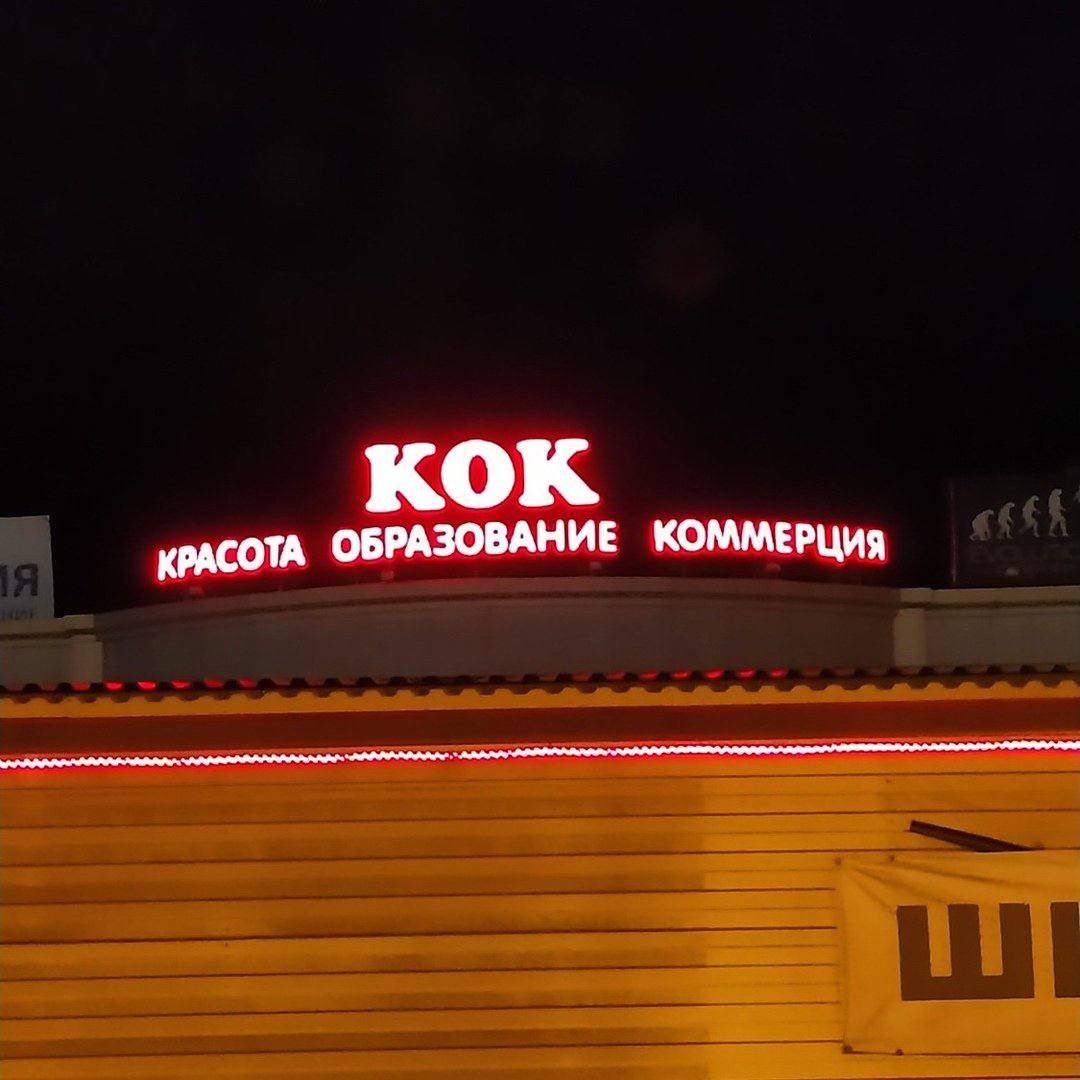 КОК
КРАСОТА ОБРАЗОВАНИЕ КОММЕРЦИЯ